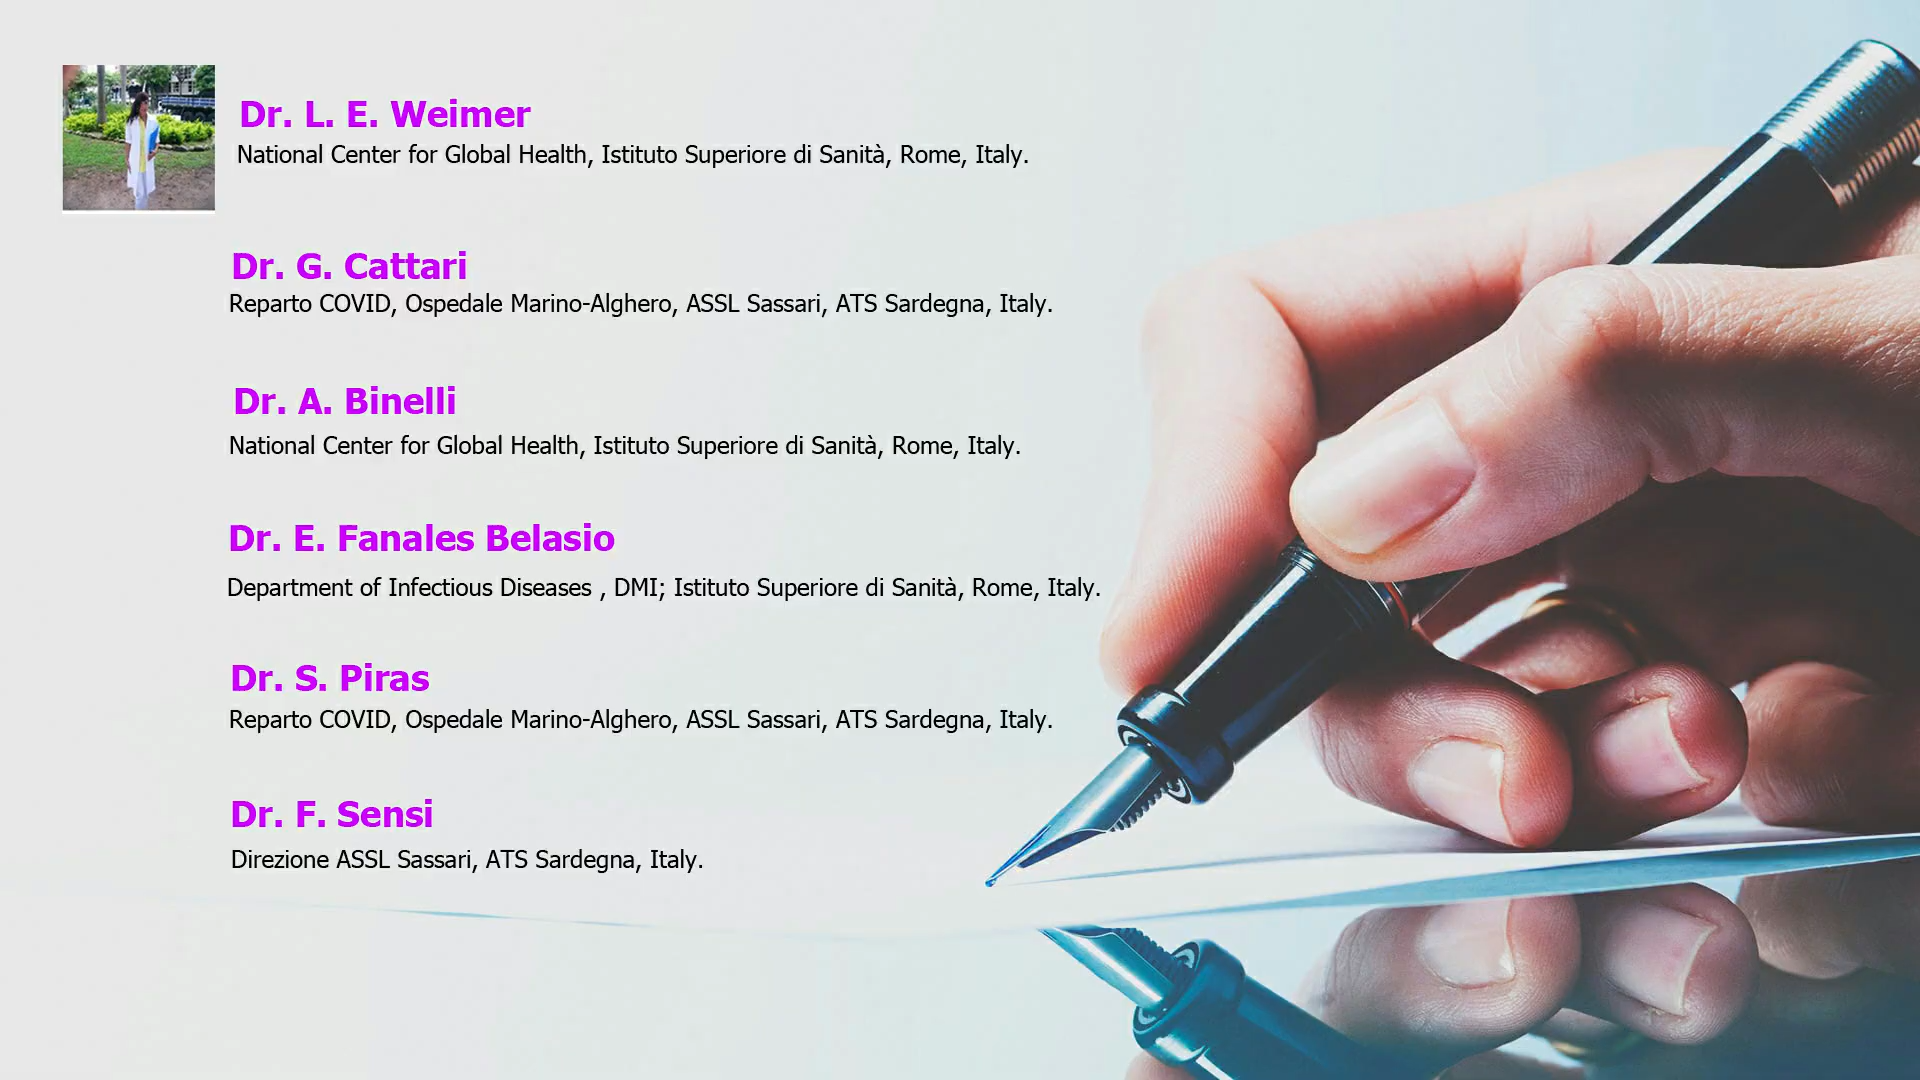 Dr. L. E. Weimer
National Center for Global Health, Istituto Superiore di Sanità, Rome, Italy.
Dr. G. Cattari
Reparto COVID, Ospedale Marino-Alghero, ASSL Sassari, ATS Sardegna, Italy.
Dr. A. Binelli
National Center for Global Health, Istituto Superiore di Sanità, Rome, Italy.
Dr. E. Fanales Belasio
Department of Infectious Diseases , DMI; Istituto Superiore di Sanità, Rome, Italy.
Dr. S. Piras
Reparto COVID, Ospedale Marino-Alghero, ASSL Sassari, ATS Sardegna, Italy.
Dr. F. Sensi
Direzione ASSL Sassari, ATS Sardegna, Italy.